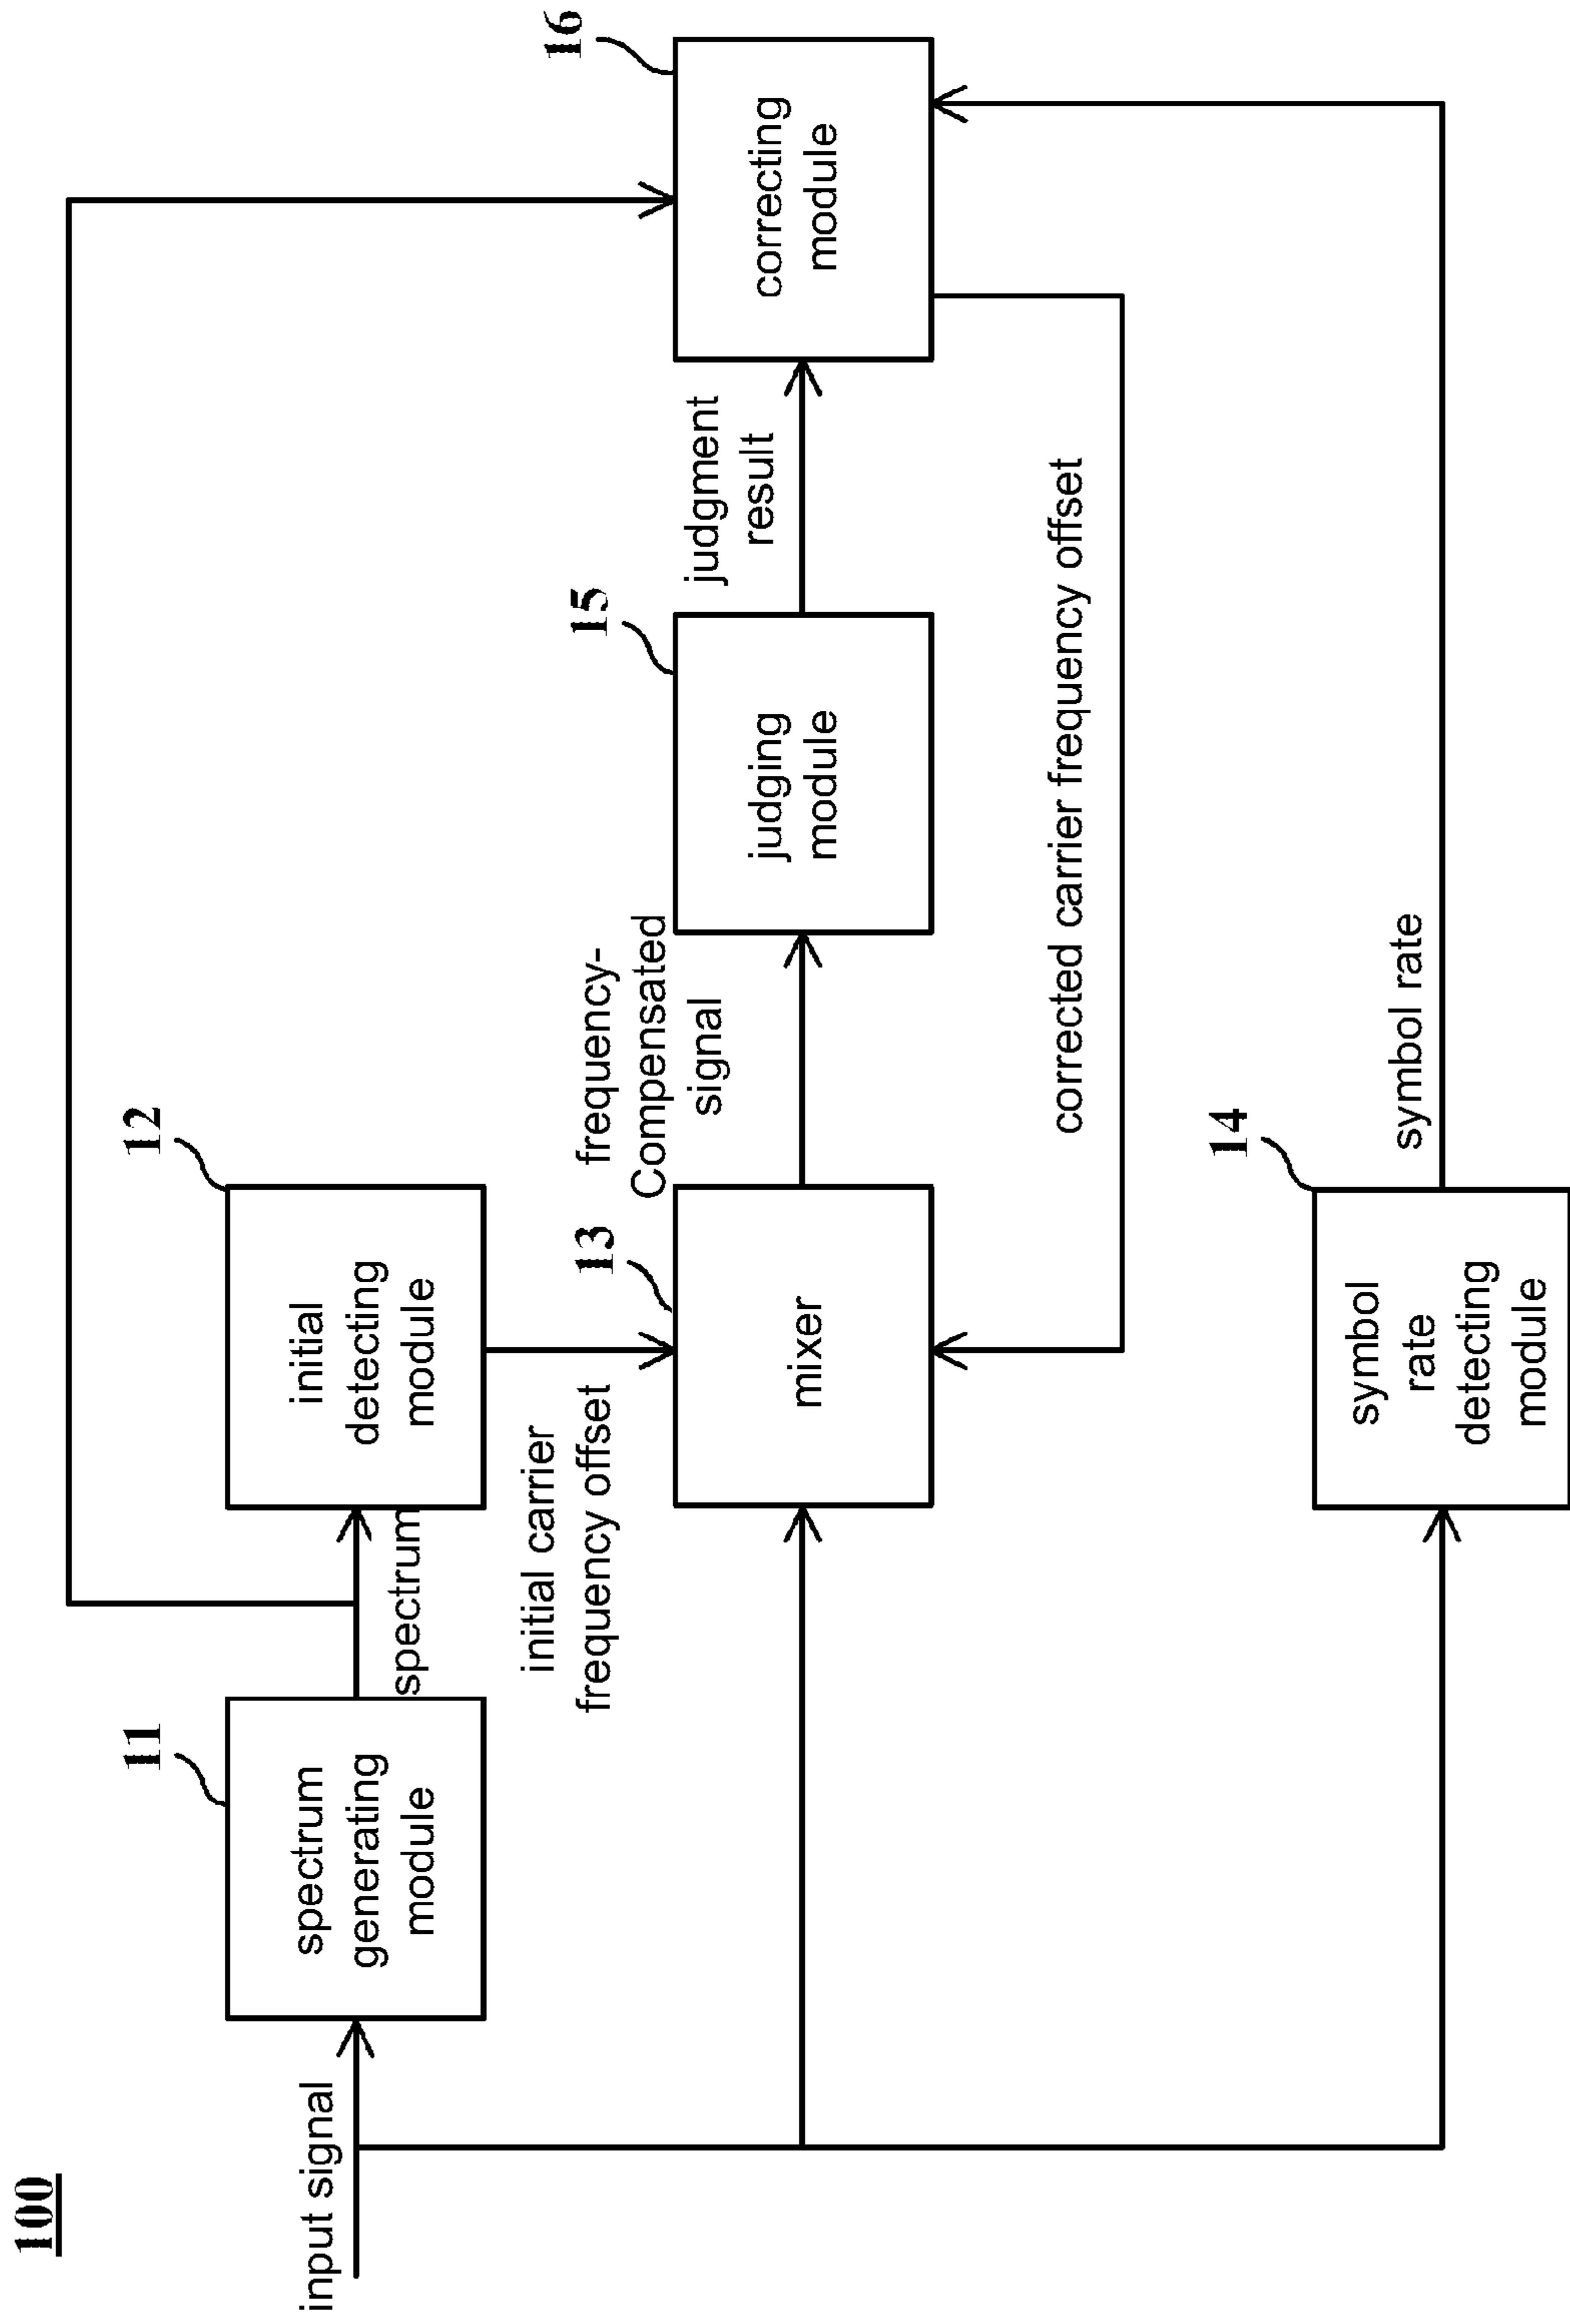 100
input signal
11
spectrum
generating
module
spectrum
12
initial
detecting
module
initial carrier
frequency offset
13
mixer
frequency-
Compensated
signal
15
judging
module
judgment
result
16
correcting
module
corrected carrier frequency offset
14
symbol
rate
detecting
module
symbol rate